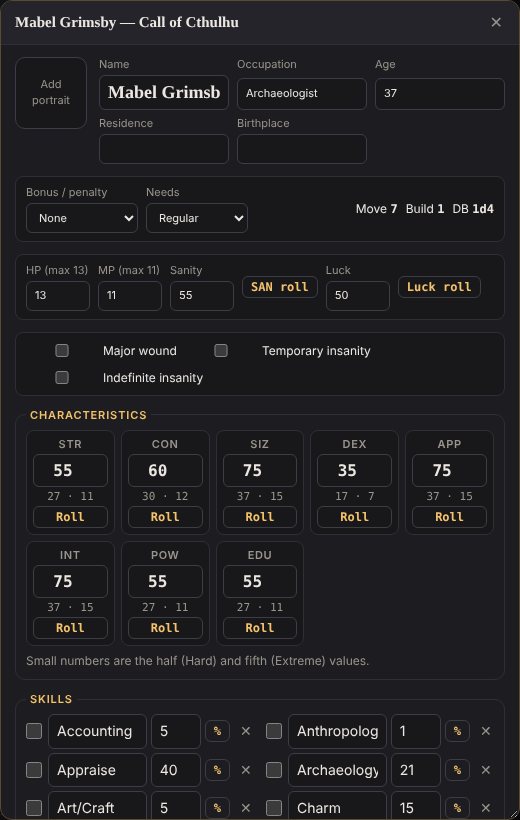 Mabel Grimsby — Call of Cthulhu ✕
Add portrait
Name Occupation Age
Mabel Grimsb Archaeologist 37
Residence Birthplace
Bonus / penalty Needs
None Regular Move 7 Build 1 DB 1d4
HP (max 13) MP (max 11) Sanity Luck
13 11 55 SAN roll 50 Luck roll
Major wound Temporary insanity
Indefinite insanity
CHARACTERISTICS
STR CON SIZ DEX APP
55 60 75 35 75
27 · 11 30 · 12 37 · 15 17 · 7 37 · 15
Roll Roll Roll Roll Roll
INT POW EDU
75 55 55
37 · 15 27 · 11 27 · 11
Roll Roll Roll
Small numbers are the half (Hard) and fifth (Extreme) values.
SKILLS
Accounting 5 % ✕ Anthropolog 1 % ✕
Appraise 40 % ✕ Archaeology 21 % ✕
Art/Craft 5 % ✕ Charm 15 % ✕